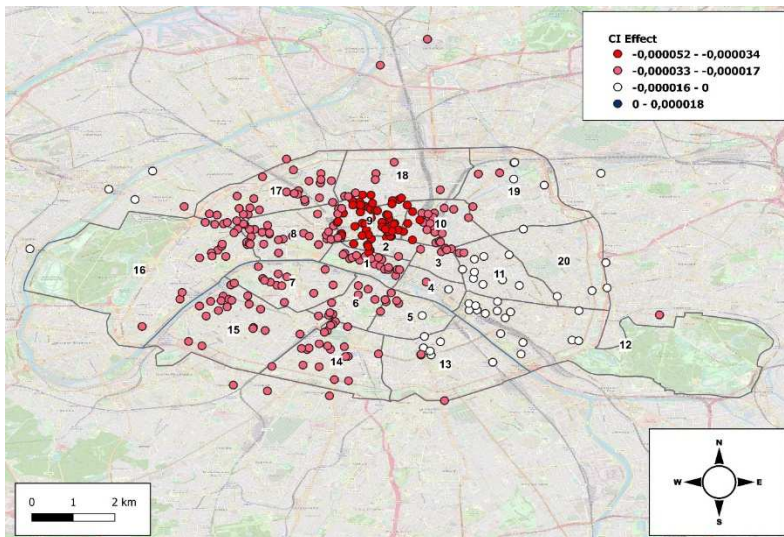 CI Effect
-0,000052 - -0,000034
-0,000033 - -0,000017
-0,000016 - 0
0 - 0,000018
18
19
17
9
10
8
2
1
3
20
16
11
7
4
6
5
15
12
14
13
N
W
E
S
0 1 2 km